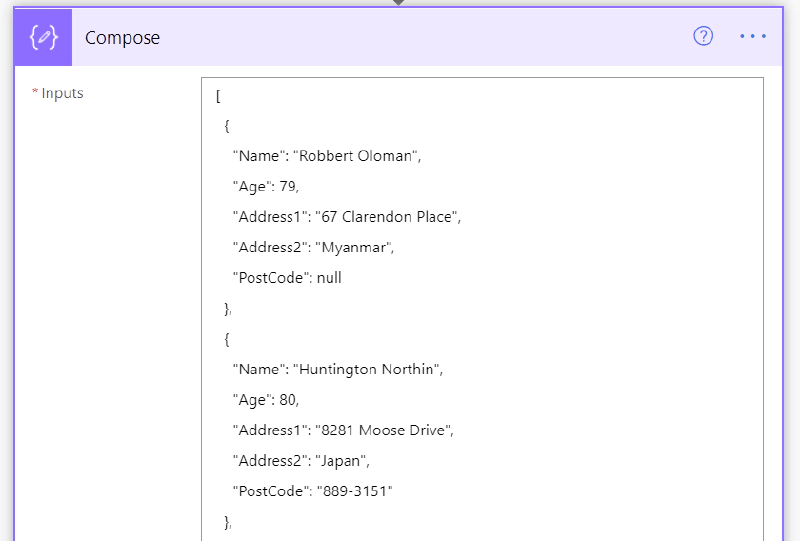 Compose
* Inputs
[
{
"Name": "Robbert Oloman",
"Age": 79,
"Address1": "67 Clarendon Place",
"Address2": "Myanmar",
"PostCode": null
},
{
"Name": "Huntington Northin",
"Age": 80,
"Address1": "8281 Moose Drive",
"Address2": "Japan",
"PostCode": "889-3151"
},